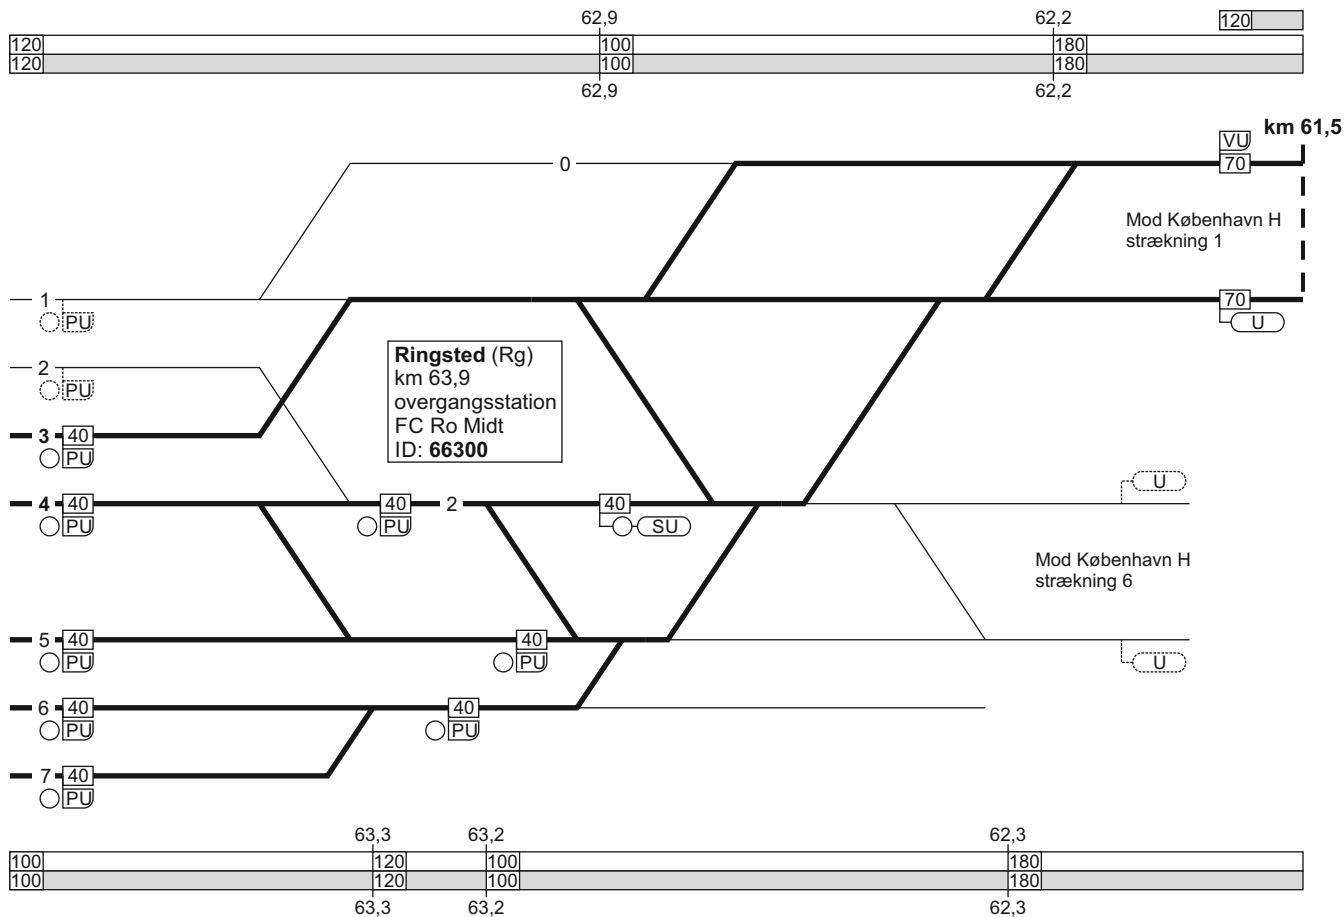 62,9 62,2 120
120 100 180
120 100 180
62,9 62,2
km 61,5
VU
0 70
Mod København H
strækning 1
1 70
PU U
2
PU
Ringsted (Rg)
km 63,9
overgangsstation
FC Ro Midt
ID: 66300
3 40
PU
U
4 40 40 2 40
PU PU SU
Mod København H
strækning 6
5 40 40
PU PU U
6 40 40
PU PU
7 40
PU
63,3 63,2 62,3
100 120 100 180
100 120 100 180
63,3 63,2 62,3